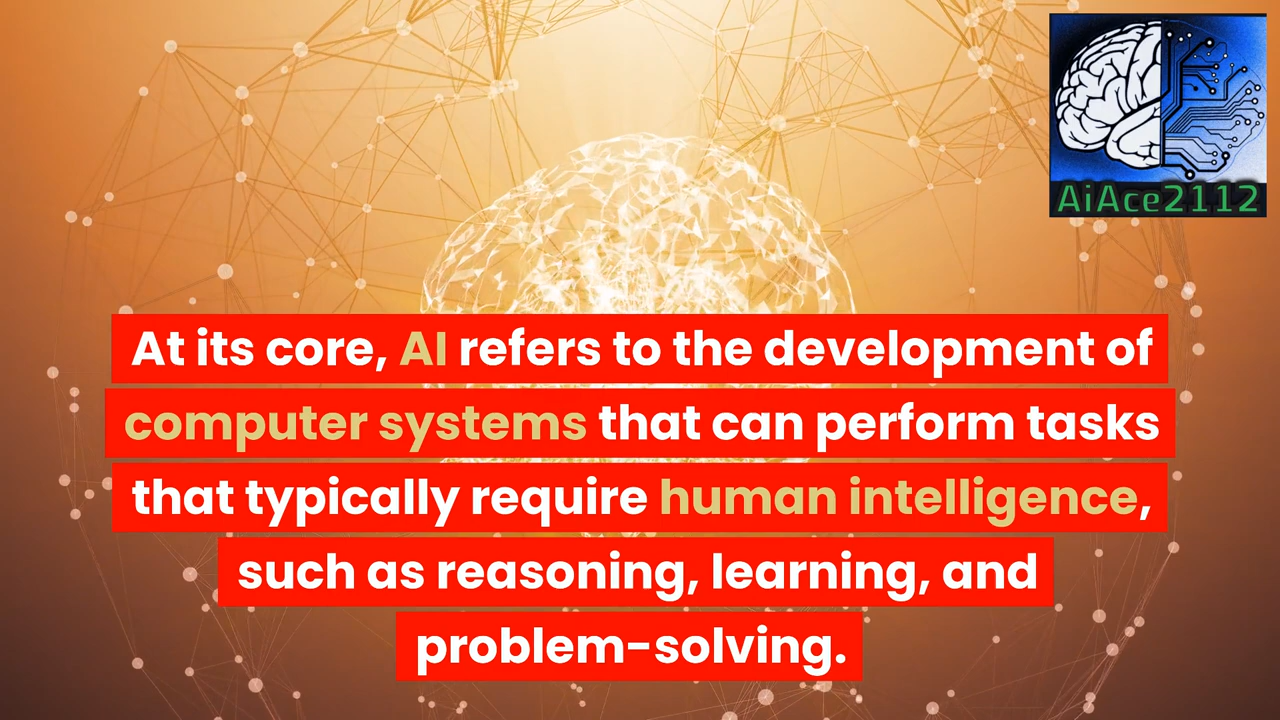 AiAce2112
At its core, AI refers to the development of
computer systems that can perform tasks
that typically require human intelligence,
such as reasoning, learning, and
problem-solving.